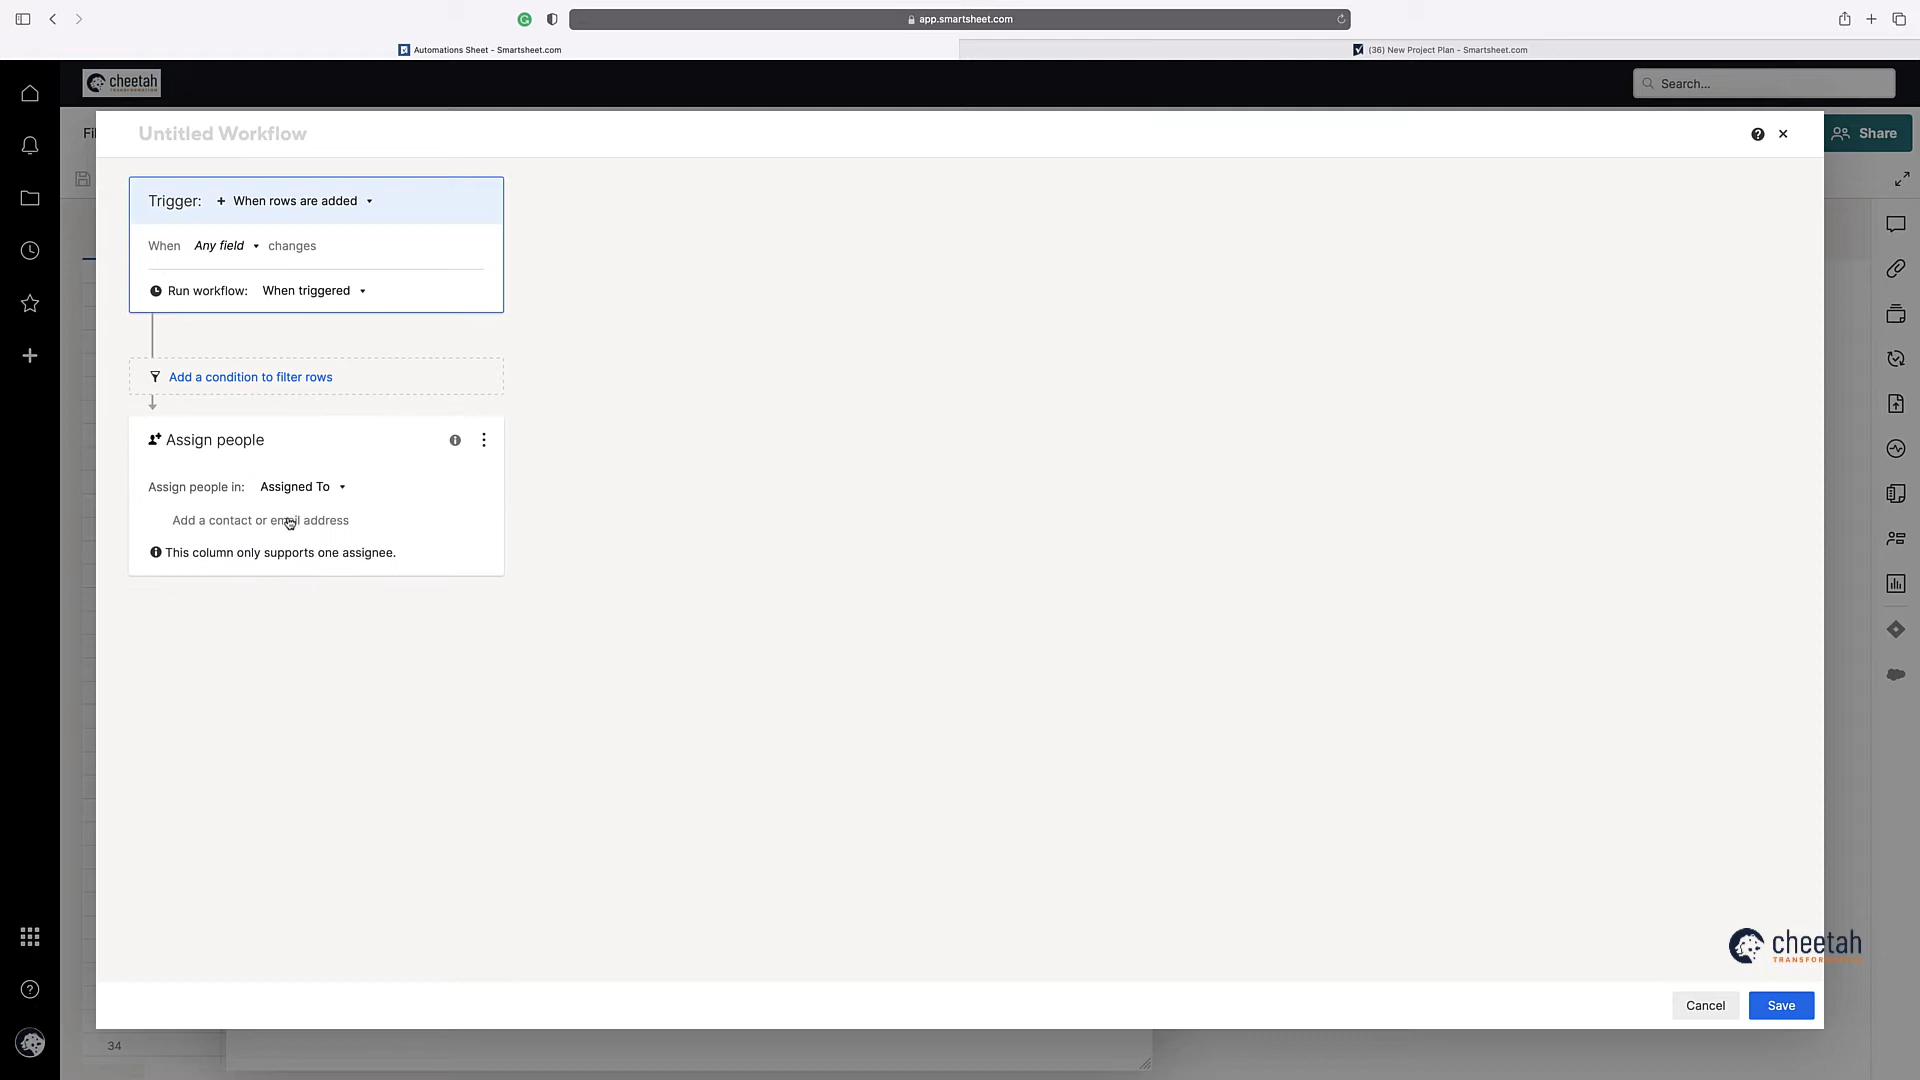 app.smartsheet.com
Automations Sheet - Smartsheet.com
(36) New Project Plan - Smartsheet.com
cheetah
Search...
Fil
Untitled Workflow
Share
Trigger: + When rows are added
When Any field changes
Run workflow: When triggered
Add a condition to filter rows
Assign people
Assign people in: Assigned To
Add a contact or email address
This column only supports one assignee.
cheetah
Cancel
Save
34